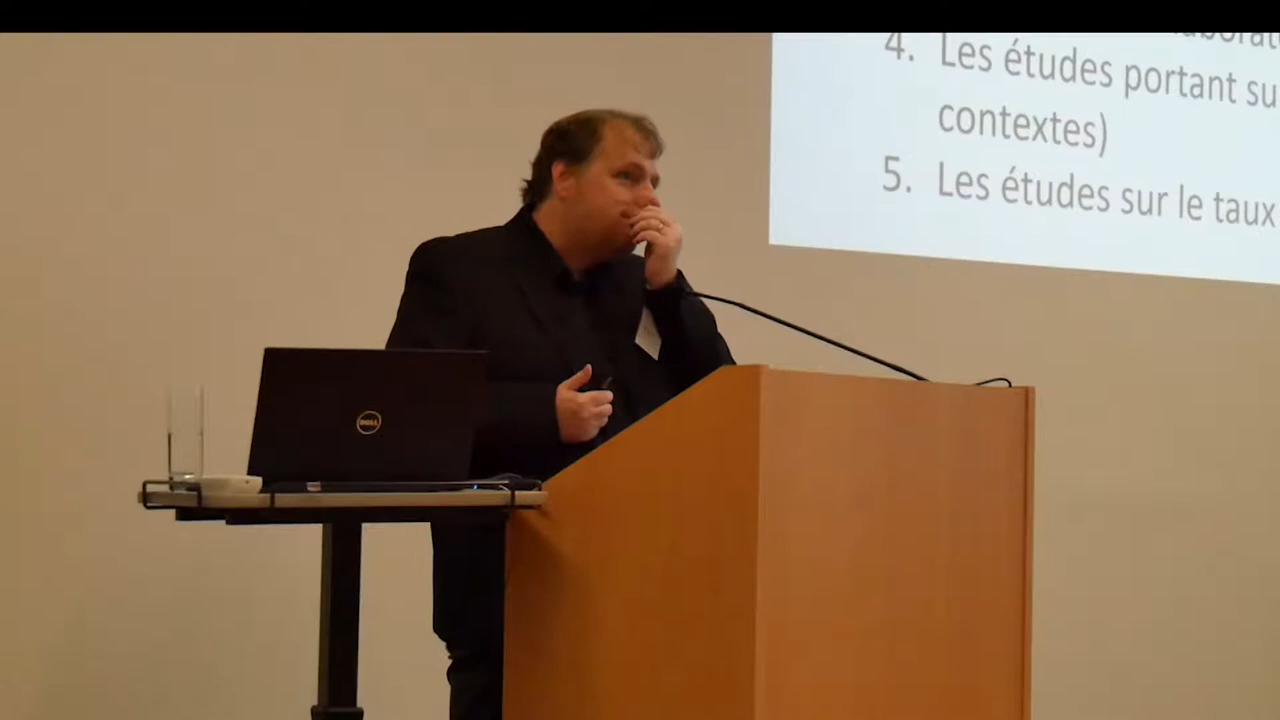 4. Les études portant su
contextes)
5. Les études sur le taux
DELL